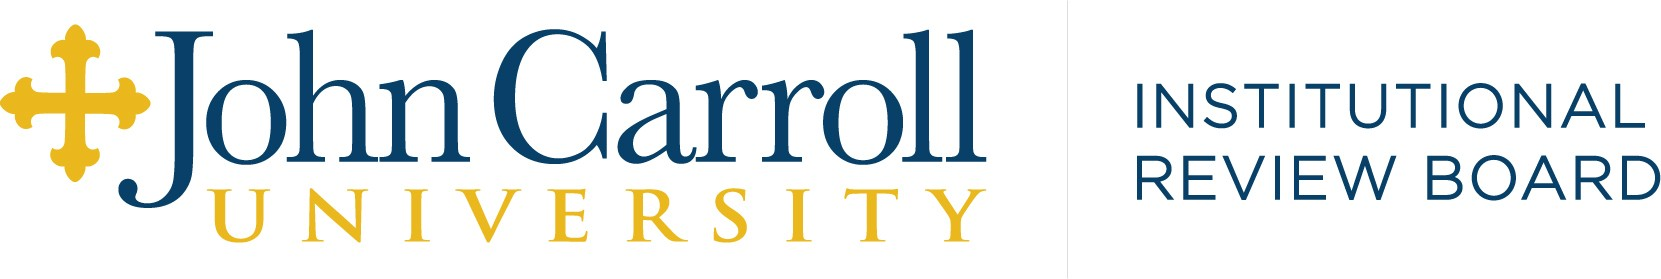 John Carroll
UNIVERSITY
INSTITUTIONAL
REVIEW BOARD